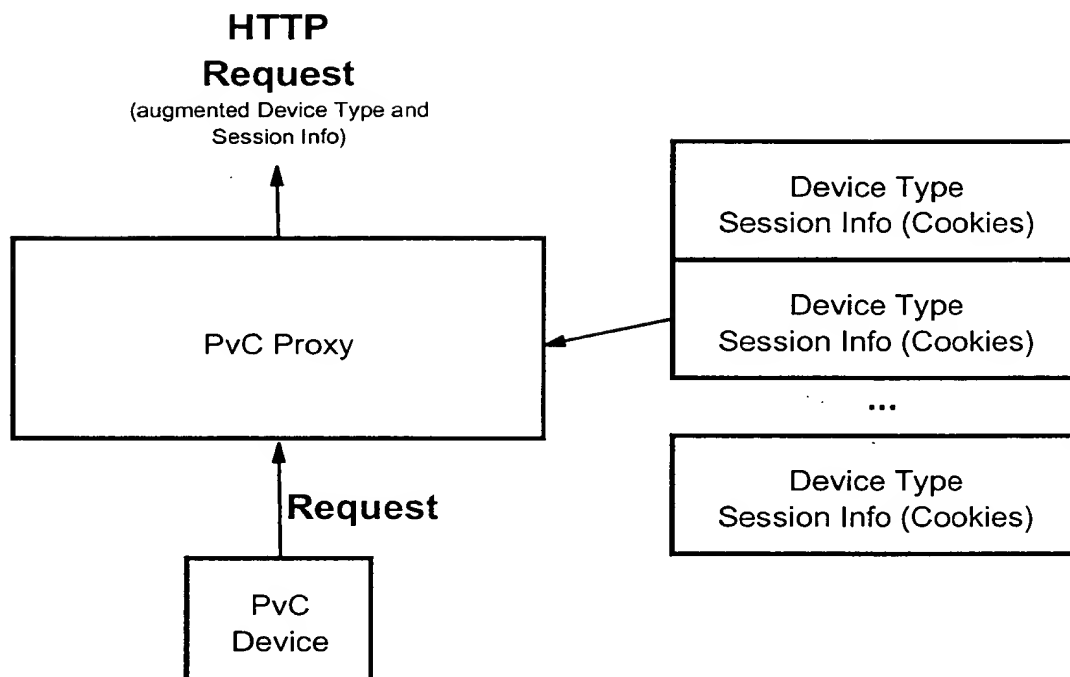 HTTP
Request
(augmented Device Type and
Session Info)
Device Type
Session Info (Cookies)
Device Type
Session Info (Cookies)
PvC Proxy
...
Device Type
Session Info (Cookies)
Request
PvC
Device